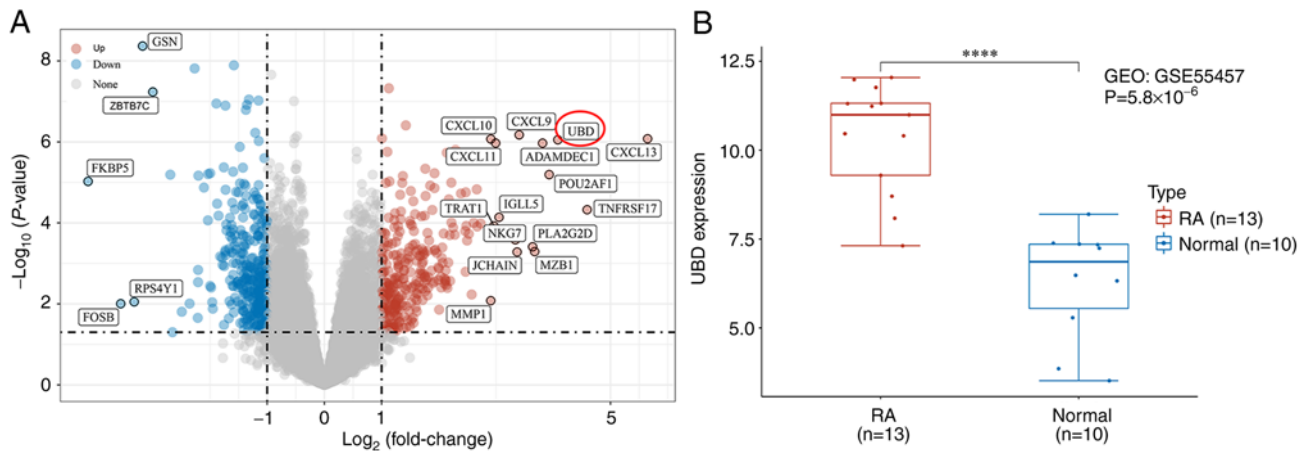 A
Up
Down
None
GSN
ZBTB7C
FKBP5
RPS4Y1
FOSB
CXCL10
CXCL9
UBD
CXCL11
ADAMDEC1
CXCL13
POU2AF1
TRAT1
IGLL5
TNFRSF17
NKG7
PLA2G2D
JCHAIN
MZB1
MMP1
8
6
4
2
0
−Log10 (P-value)
−1
0
1
5
Log2 (fold-change)
B
****
GEO: GSE55457
P=5.8×10−6
12.5
10.0
7.5
5.0
UBD expression
Type
RA (n=13)
Normal (n=10)
RA
(n=13)
Normal
(n=10)